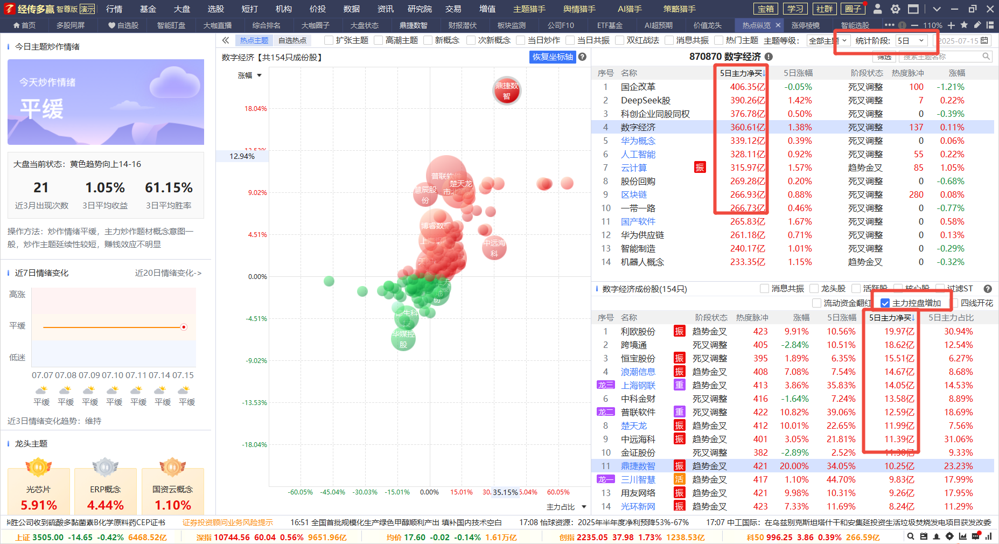 经传多赢 智尊版 演示 行情 基金 大盘 选股 短打 机构 价投 数据 资讯 研究院 交易 增值 主题猎手 舆情猎手 AI猎手 策略猎手 宝箱 学习 社群 圈子
首页 多股同屏 自选股 智能盯盘 大咖直播 综合排名 大咖圈子 大盘状态 鼎捷数智 财报潜伏 板块监测 公司F10 ETF基金 AI超预期 价值龙头 热点纵览 涨停棱镜 智能选股 110%
今日主题炒作情绪
今天炒作情绪
平缓
大盘当前状态：黄色趋势向上14-16
21 1.05% 61.15%
近3月出现次数 3日平均收益 3日平均胜率
操作方法：炒作情绪平缓，主力炒作题材概念意图一
般，炒作主题延续性较短，赚钱效应不明显
近7日情绪变化 近20日情绪变化->
高涨
平缓
低迷
07.07 07.08 07.09 07.10 07.11 07.14 07.15
平缓 平缓 平缓 平缓 平缓 平缓 平缓
近3日情绪变化趋势：维持
龙头主题
光芯片 ERP概念 国资云概念
5.91% 4.44% 1.10%
热点主题 自选热点 扩张主题 高潮主题 新概念 次新概念 当日炒作 当日共振 双红战法 消息共振 热门主题 主题等级： 全部主题 统计阶段: 5日 2025-07-15
数字经济【共154只成份股】 恢复坐标轴
涨幅
鼎捷数
智
18.04%
12.94%
普联软件
楚天龙
慧辰股
份
9.02%
博睿数据
4.51%
中远海
科
0.00%
-4.51%
华媒控
股
-9.02%
-13.53%
-18.04%
-60.05% -45.04% -30.03% -15.01% 0.00% 15.01% 30. 35.15% 5.04% 60.05%
主力占比
870870 数字经济 筛选 搜索主题名称
序号 名称 5日主力净买↓ 5日涨幅 阶段状态 热度脉冲 涨幅
1 国企改革 406.35亿 -0.05% 死叉调整 100 -1.21%
2 DeepSeek股 390.26亿 1.42% 死叉调整 7 0.22%
3 科创企业同股同权 376.78亿 0.50% 死叉调整 0 -0.39%
4 数字经济 360.61亿 1.38% 死叉调整 137 0.11%
5 华为概念 339.12亿 0.39% 死叉调整 0 0.06%
6 人工智能 328.11亿 0.92% 死叉调整 55 0.22%
7 云计算 振 315.97亿 1.57% 趋势金叉 85 1.05%
8 股份回购 269.28亿 0.20% 死叉调整 0 -0.68%
9 区块链 266.93亿 0.88% 死叉调整 280 0.08%
10 一带一路 266.73亿 0.46% 死叉调整 0 -0.77%
11 国产软件 265.83亿 1.67% 死叉调整 0 0.58%
12 华为供应链 261.18亿 0.71% 死叉调整 0 0.13%
13 智能制造 240.17亿 1.01% 死叉调整 0 -0.29%
14 机器人概念 233.35亿 1.15% 趋势金叉 0 -0.32%
数字经济成份股(154只) 消息共振 龙头股 活跃股 核心股 过滤ST
流动资金翻红 主力控盘增加 四线开花
序号 名称 阶段状态 热度脉冲 涨幅 5日涨幅 5日主力净买↓ 5日主力占比
1 利欧股份 振 趋势金叉 423 9.91% 10.56% 19.97亿 30.94%
2 跨境通 死叉调整 405 -2.84% 10.51% 18.62亿 12.54%
3 恒宝股份 振 死叉调整 395 1.89% 6.35% 15.51亿 6.27%
4 浪潮信息 振 趋势金叉 408 7.08% 7.54% 14.67亿 8.68%
龙三 上海钢联 重 趋势金叉 413 3.86% 35.83% 14.05亿 14.53%
6 中科金财 死叉调整 416 -1.64% 7.24% 13.58亿 8.89%
龙二 普联软件 重 死叉调整 422 10.82% 39.06% 12.59亿 18.69%
8 楚天龙 振 趋势金叉 412 10.01% 22.65% 11.99亿 7.56%
9 中远海科 振 趋势金叉 401 3.05% 21.81% 11.39亿 31.06%
10 金证股份 死叉调整 382 -2.89% 2.52% 11.30亿 9.33%
11 鼎捷数智 振 趋势金叉 421 20.00% 34.05% 10.25亿 23.23%
龙一 三川智慧 活 趋势金叉 417 1.10% 44.70% 9.83亿 17.99%
13 用友网络 振 趋势金叉 421 9.98% 10.31% 9.26亿 17.95%
14 光环新网 振 趋势金叉 423 7.33% 11.69% 8.24亿 11.29%
胜公司收到硫酸多黏菌素B化学原料药CEP证书 证券投资顾问业务风险提示 16:51 全国首批规模化生产绿色甲醇顺利产出 填补国内技术空白 17:08 怡球资源：2025年半年度净利预降53%-67% 17:07 中工国际：在乌兹别克斯坦塔什干和安集延投资生活垃圾焚烧发电项目获发改委
上证 3505.00 -14.65 -0.42% 6468.52亿 深指 10744.56 60.04 0.56% 9651.96亿 均价 17.60 -0.02 -0.14% 1.61万亿 创指 2235.05 37.98 1.73% 1238.53亿 科50 996.25 3.86 0.39% 266.59亿